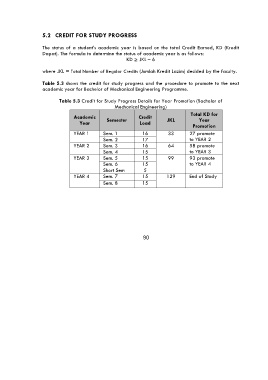 5.2 CREDIT FOR STUDY PROGRESS
The status of a student's academic year is based on the total Credit Earned, KD (Kredit
Dapat). The formula to determine the status of academic year is as follows:
KD ≥ JKL – 6
where JKL = Total Number of Regular Credits (Jumlah Kredit Lazim) decided by the faculty.
Table 5.3 shows the credit for study progress and the procedure to promote to the next
academic year for Bachelor of Mechanical Engineering Programme.
Table 5.3 Credit for Study Progress Details for Year Promotion (Bachelor of
Mechanical Engineering)
Academic Year Semester Credit Load JKL Total KD for Year Promotion
YEAR 1 Sem. 1 16 33 27 promote
Sem. 2 17 to YEAR 2
YEAR 2 Sem. 3 16 64 58 promote
Sem. 4 15 to YEAR 3
YEAR 3 Sem. 5 15 99 93 promote
Sem. 6 15 to YEAR 4
Short Sem 5
YEAR 4 Sem. 7 15 129 End of Study
Sem. 8 15
90